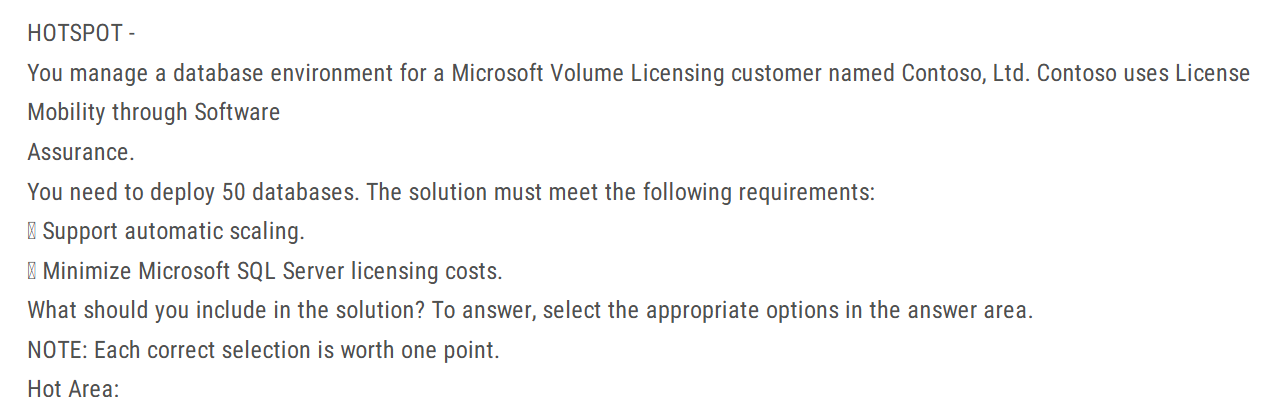 HOTSPOT -
You manage a database environment for a Microsoft Volume Licensing customer named Contoso, Ltd. Contoso uses License
Mobility through Software
Assurance.
You need to deploy 50 databases. The solution must meet the following requirements:
Support automatic scaling.
Minimize Microsoft SQL Server licensing costs.
What should you include in the solution? To answer, select the appropriate options in the answer area.
NOTE: Each correct selection is worth one point.
Hot Area: